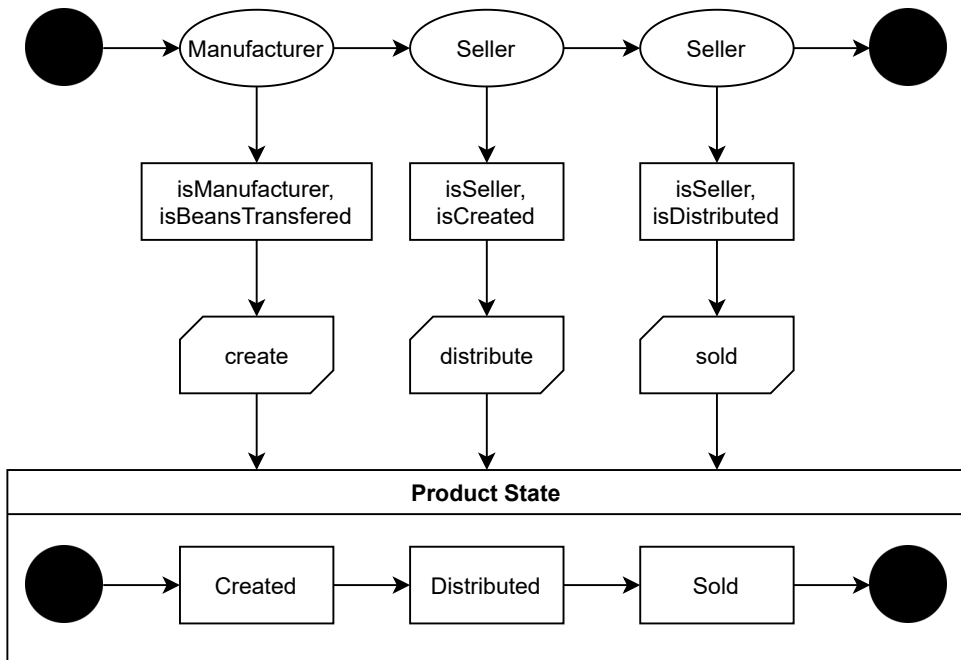 Manufacturer
Seller
Seller
isManufacturer,
isBeansTransfered
isSeller,
isCreated
isSeller,
isDistributed
create
distribute
sold
Product State
Created
Distributed
Sold